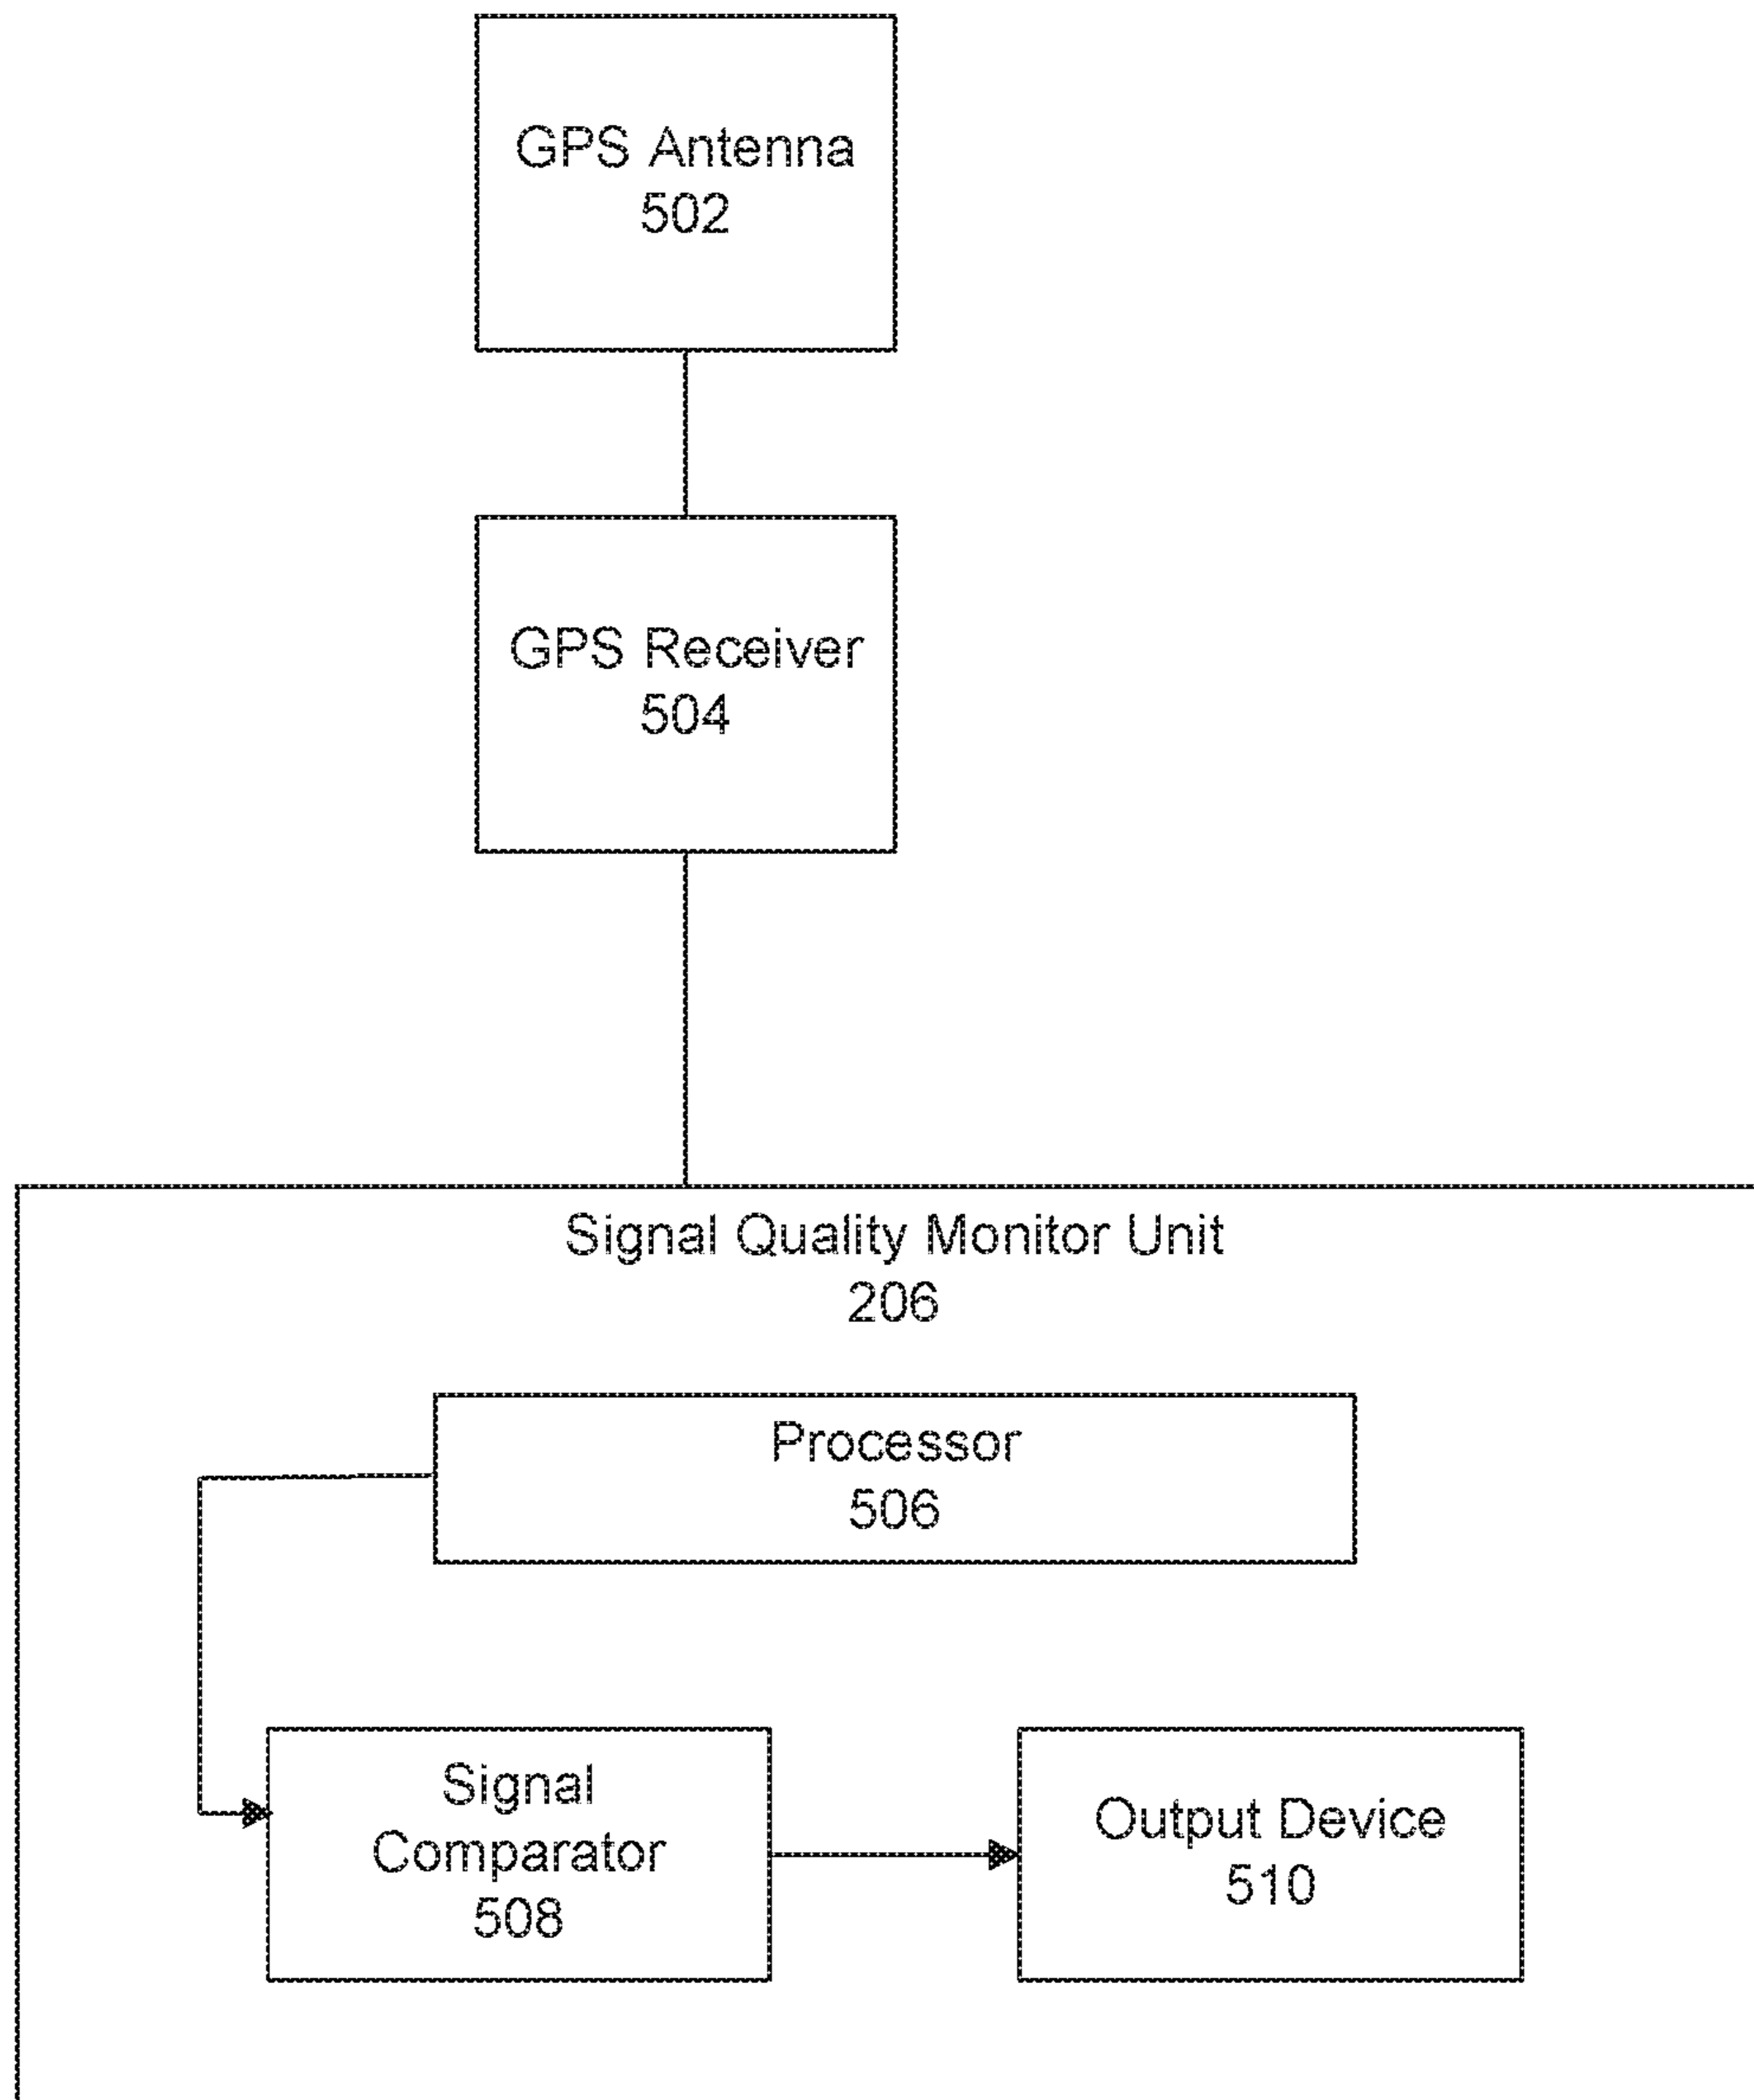 GPS Antenna
502
GPS Receiver
504
Signal Quality Monitor Unit
206
Processor
506
Signal
Comparator
508
Output Device
510